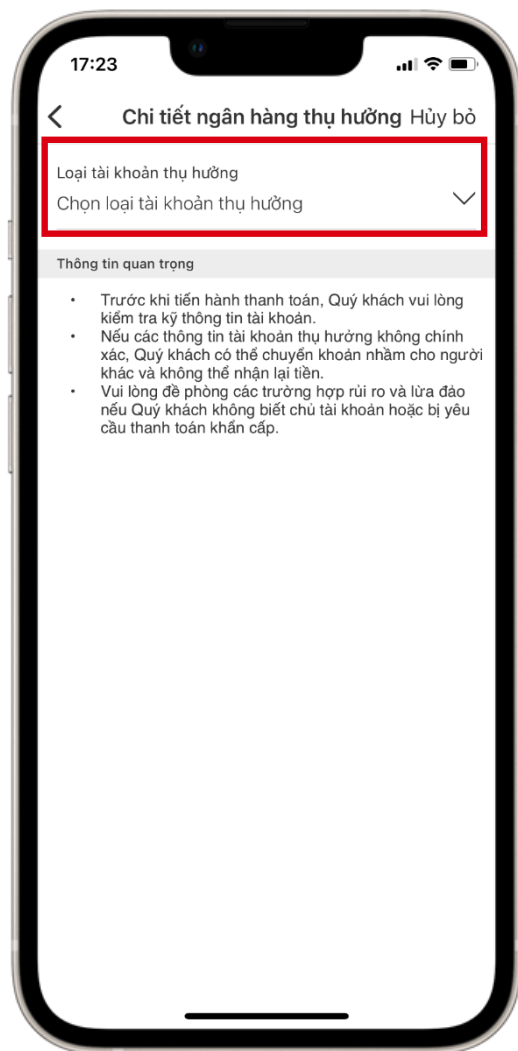 17:23
Chi tiết ngân hàng thụ hưởng Hủy bỏ
Loại tài khoản thụ hưởng
Chọn loại tài khoản thụ hưởng
Thông tin quan trọng
• Trước khi tiến hành thanh toán, Quý khách vui lòng
kiểm tra kỹ thông tin tài khoản.
• Nếu các thông tin tài khoản thụ hưởng không chính
xác, Quý khách có thể chuyển khoản nhầm cho người
khác và không thể nhận lại tiền.
• Vui lòng đề phòng các trường hợp rủi ro và lừa đảo
nếu Quý khách không biết chủ tài khoản hoặc bị yêu
cầu thanh toán khẩn cấp.